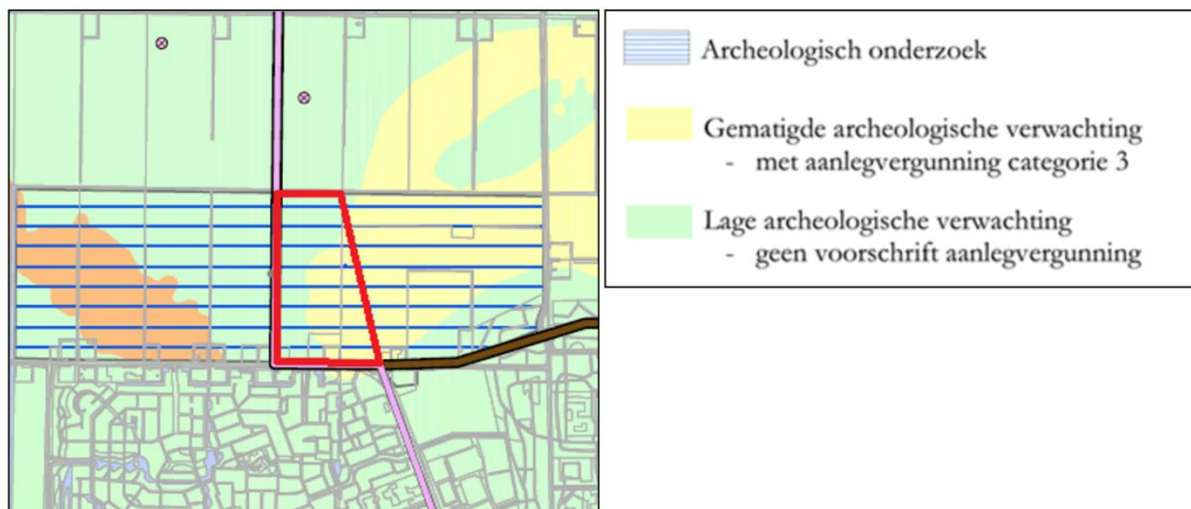 Archeologisch onderzoek
Gematigde archeologische verwachting
- met aanlegvergunning categorie 3
Lage archeologische verwachting
- geen voorschrift aanlegvergunning